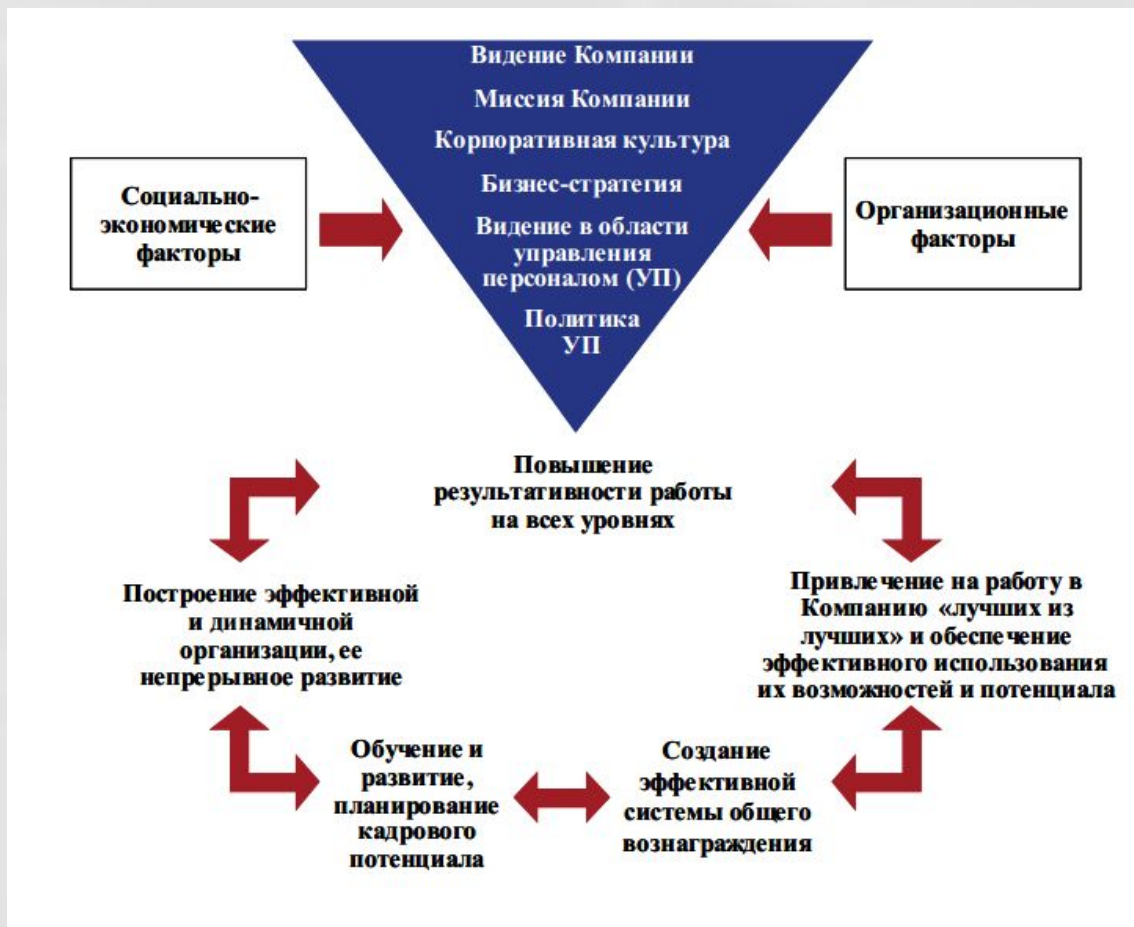 Видение Компании
Миссия Компании
Корпоративная культура
Бизнес-стратегия
Видение в области
управления
персоналом (УП)
Политика
УП
Социально-
экономические
факторы
Организационные
факторы
Повышение
результативности работы
на всех уровнях
Построение эффективной
и динамичной
организации, ее
непрерывное развитие
Привлечение на работу в
Компанию «лучших из
лучших» и обеспечение
эффективного использования
их возможностей и потенциала
Обучение и
развитие,
планирование
кадрового
потенциала
Создание
эффективной
системы общего
вознаграждения